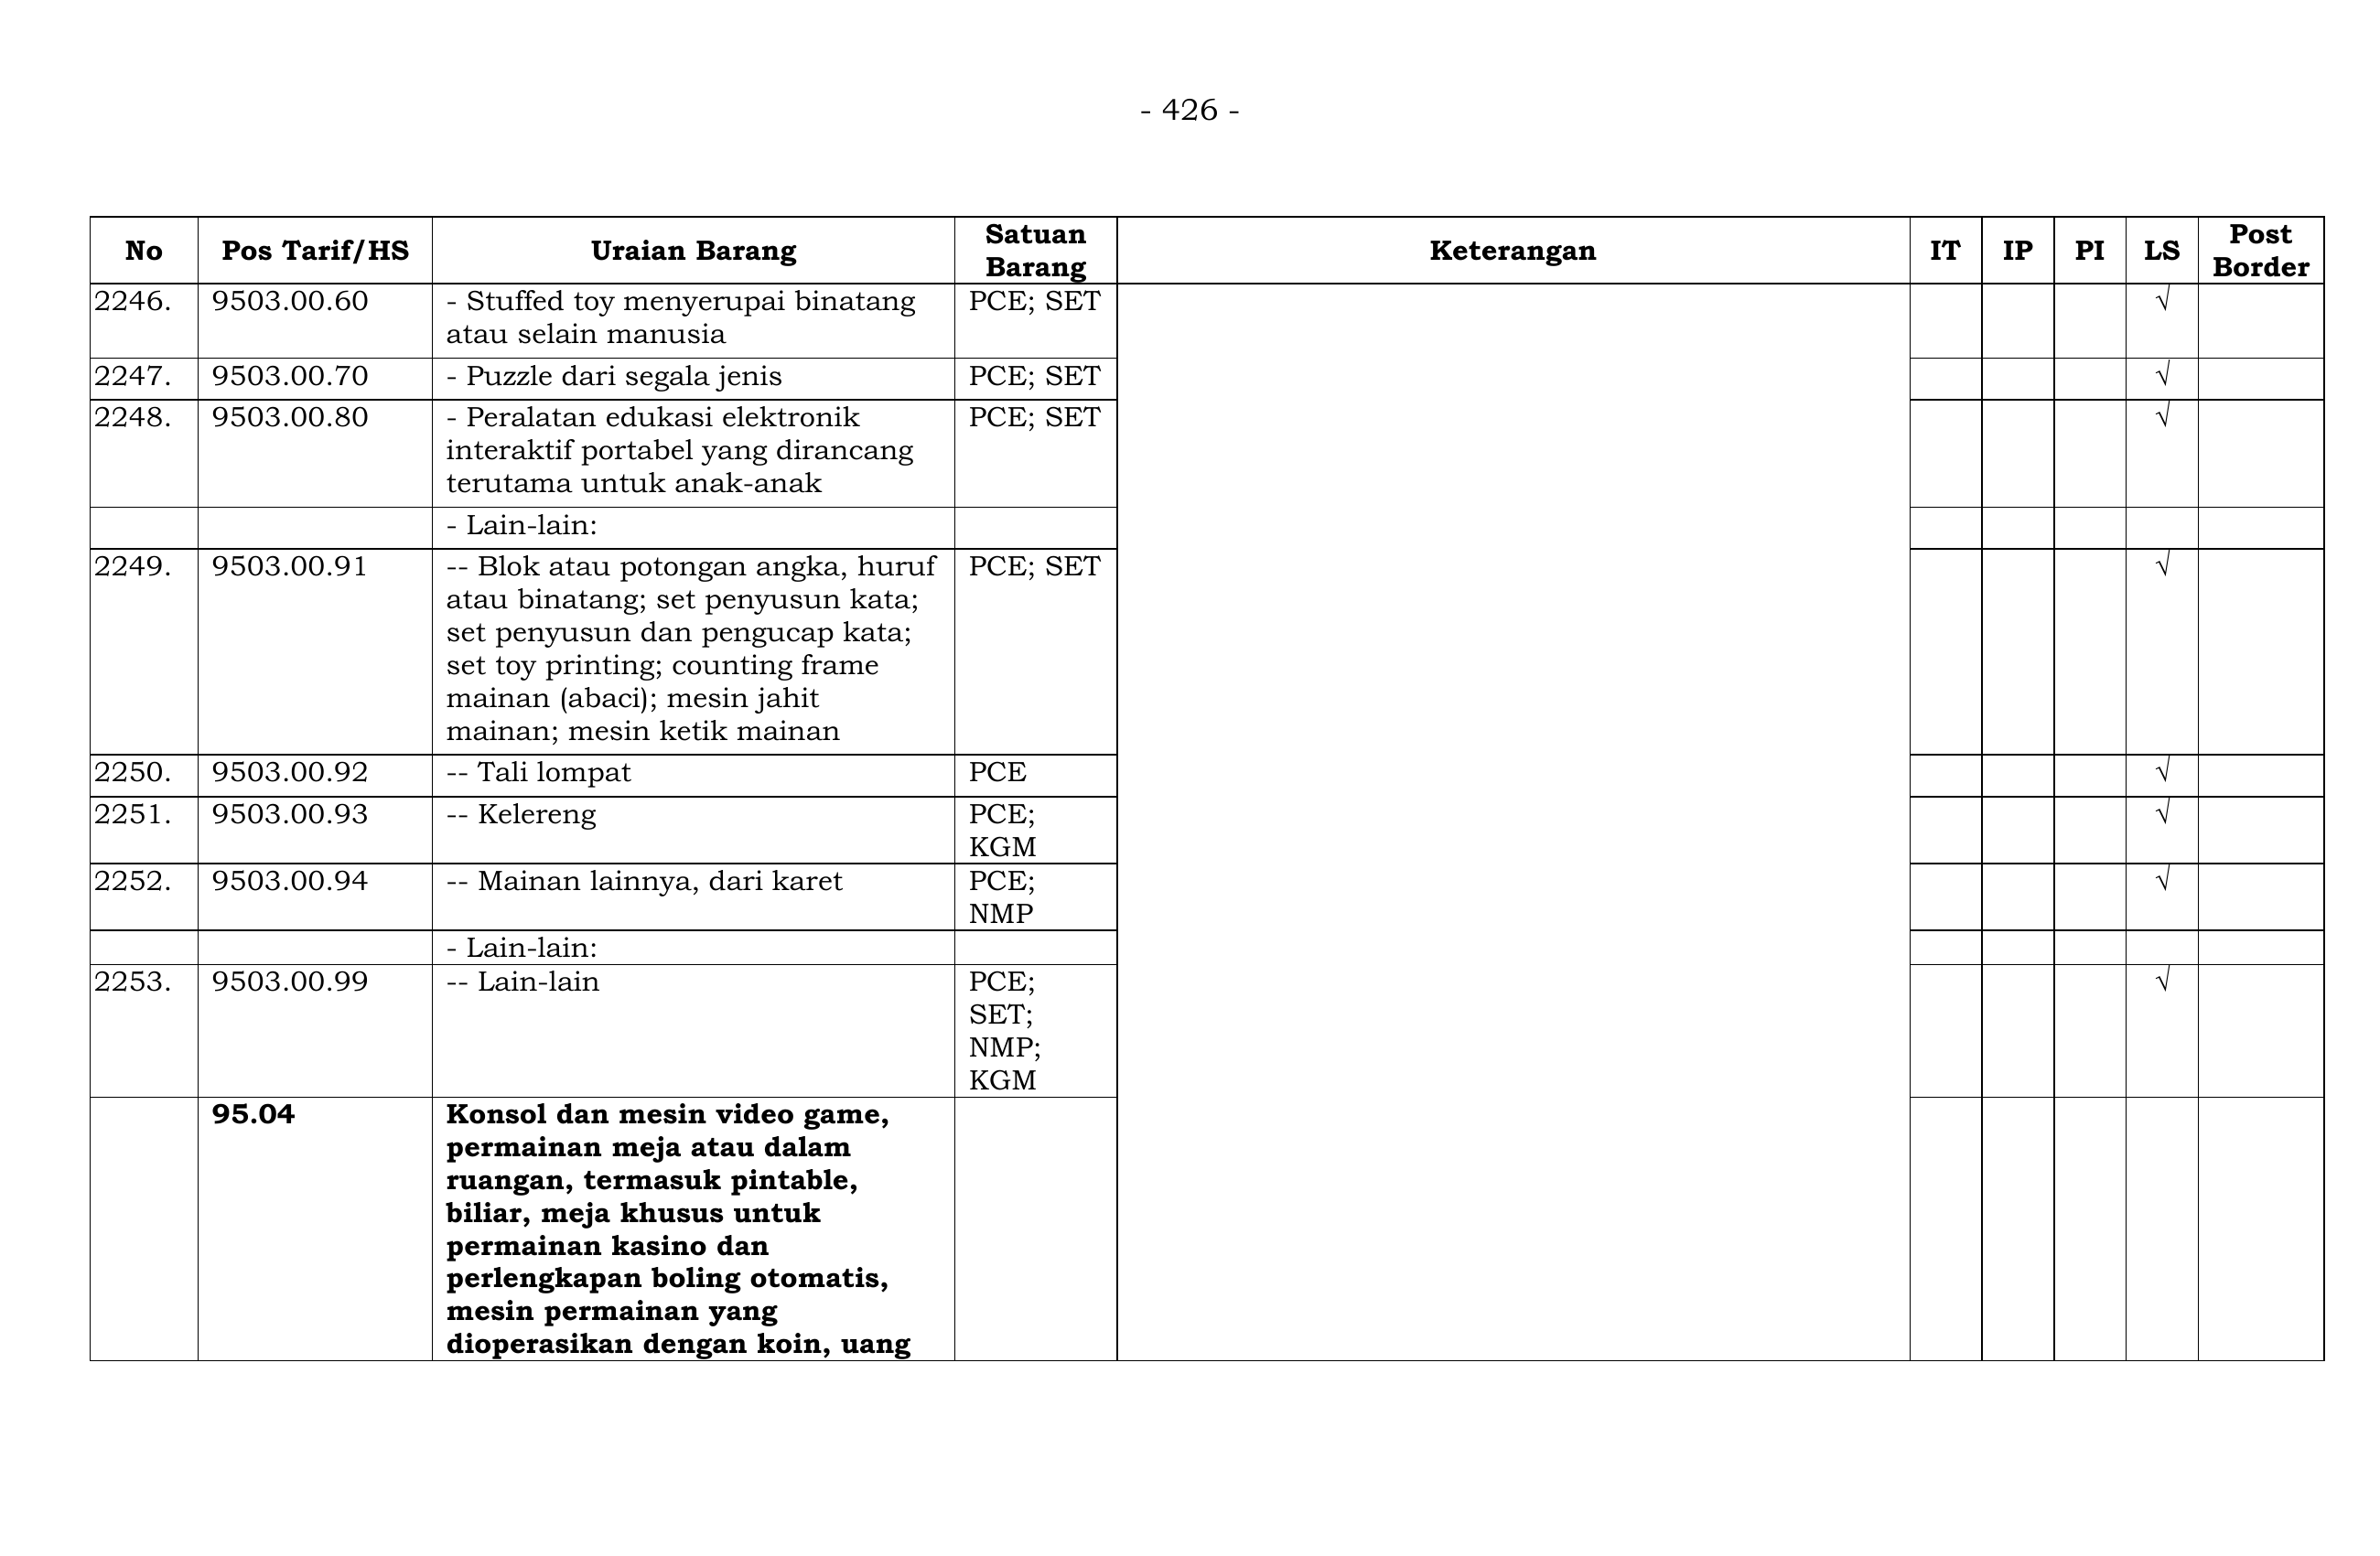 - 426 -
No Pos Tarif/HS Uraian Barang Satuan Barang Keterangan IT IP PI LS Post Border
2246. 9503.00.60 - Stuffed toy menyerupai binatang PCE; SET √
atau selain manusia
2247. 9503.00.70 - Puzzle dari segala jenis PCE; SET √
2248. 9503.00.80 - Peralatan edukasi elektronik PCE; SET √
interaktif portabel yang dirancang
terutama untuk anak-anak
- Lain-lain:
2249. 9503.00.91 -- Blok atau potongan angka, huruf PCE; SET √
atau binatang; set penyusun kata;
set penyusun dan pengucap kata;
set toy printing; counting frame
mainan (abaci); mesin jahit
mainan; mesin ketik mainan
2250. 9503.00.92 -- Tali lompat PCE √
2251. 9503.00.93 -- Kelereng PCE; √
KGM
2252. 9503.00.94 -- Mainan lainnya, dari karet PCE; √
NMP
- Lain-lain:
2253. 9503.00.99 -- Lain-lain PCE; √
SET;
NMP;
KGM
95.04 Konsol dan mesin video game,
permainan meja atau dalam
ruangan, termasuk pintable,
biliar, meja khusus untuk
permainan kasino dan
perlengkapan boling otomatis,
mesin permainan yang
dioperasikan dengan koin, uang